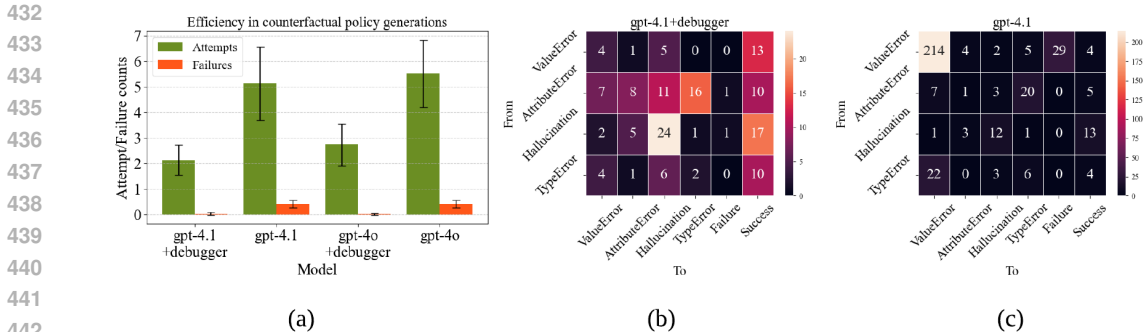 432
433
434
435
436
437
438
439
440
441
442
Efficiency in counterfactual policy generations
Attempts
Failures
7
6
5
4
3
2
1
0
Attempt/Failure counts
gpt-4.1
+debugger
gpt-4.1
gpt-4o
+debugger
gpt-4o
Model
(a)
gpt-4.1+debugger
From
ValueError 4 1 5 0 0 13
AttributeError 7 8 11 16 1 10
Hallucination 2 5 24 1 1 17
TypeError 4 1 6 2 0 10
ValueError AttributeError Hallucination TypeError Failure Success
To
20
15
10
5
0
(b)
gpt-4.1
From
ValueError 214 4 2 5 29 4
AttributeError 7 1 3 20 0 5
Hallucination 1 3 12 1 0 13
TypeError 22 0 3 6 0 4
ValueError AttributeError Hallucination TypeError Failure Success
To
200
175
150
125
100
75
50
25
0
(c)